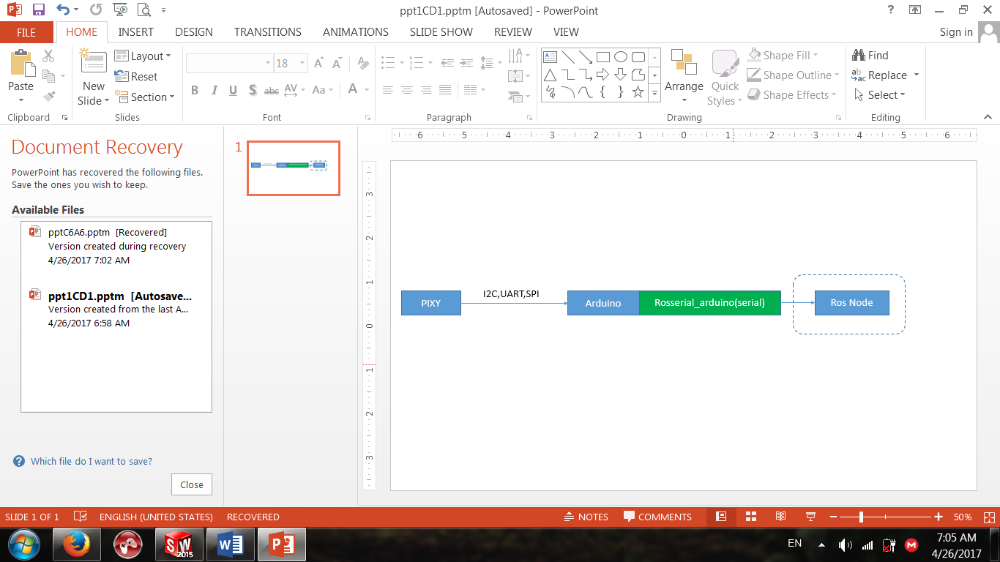 ppt1CD1.pptm [Autosaved] - PowerPoint
?
FILE HOME INSERT DESIGN TRANSITIONS ANIMATIONS SLIDE SHOW REVIEW VIEW Sign in
Paste
New Slide
Layout
Reset
Section
18
B I U S abc AV Aa A
Arrange
Quick Styles
Shape Fill
Shape Outline
Shape Effects
Find
Replace
Select
Clipboard Slides Font Paragraph Drawing Editing
Document Recovery
PowerPoint has recovered the following files.
Save the ones you wish to keep.
Available Files
pptC6A6.pptm [Recovered]
Version created during recovery
4/26/2017 7:02 AM
ppt1CD1.pptm [Autosave...
Version created from the last A...
4/26/2017 6:58 AM
? Which file do I want to save?
Close
1
6 5 4 3 2 1 0 1 2 3 4 5 6
3
2
1
0
1
2
3
PIXY
I2C,UART,SPI
Arduino
Rosserial_arduino(serial)
Ros Node
SLIDE 1 OF 1 ENGLISH (UNITED STATES) RECOVERED NOTES COMMENTS 50%
SW
2015
EN
7:05 AM
4/26/2017